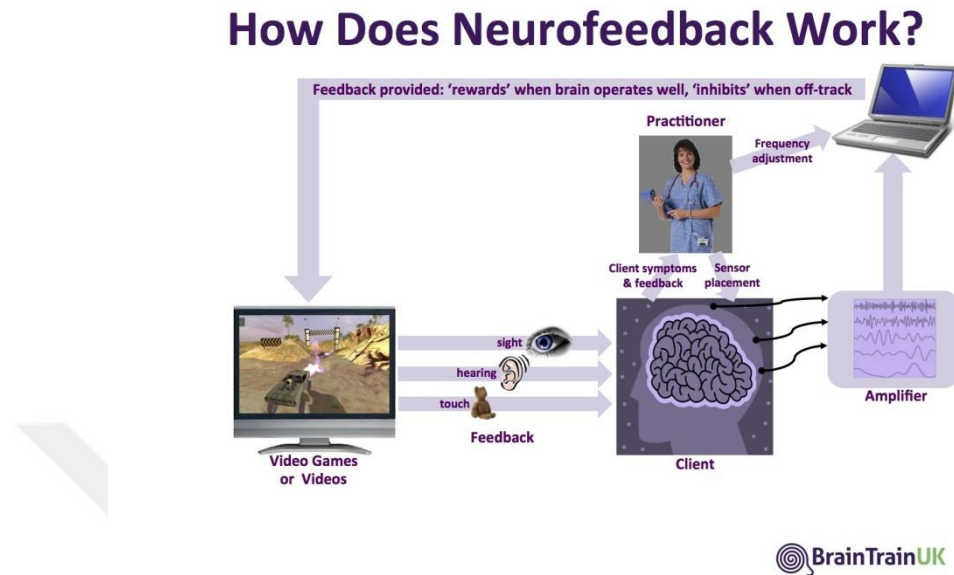 How Does Neurofeedback Work?
Feedback provided: ‘rewards’ when brain operates well, ‘inhibits’ when off-track
Practitioner
Frequency
adjustment
Client symptoms
& feedback
Sensor
placement
sight
hearing
touch
Feedback
Video Games
or Videos
Client
Amplifier
BrainTrainUK